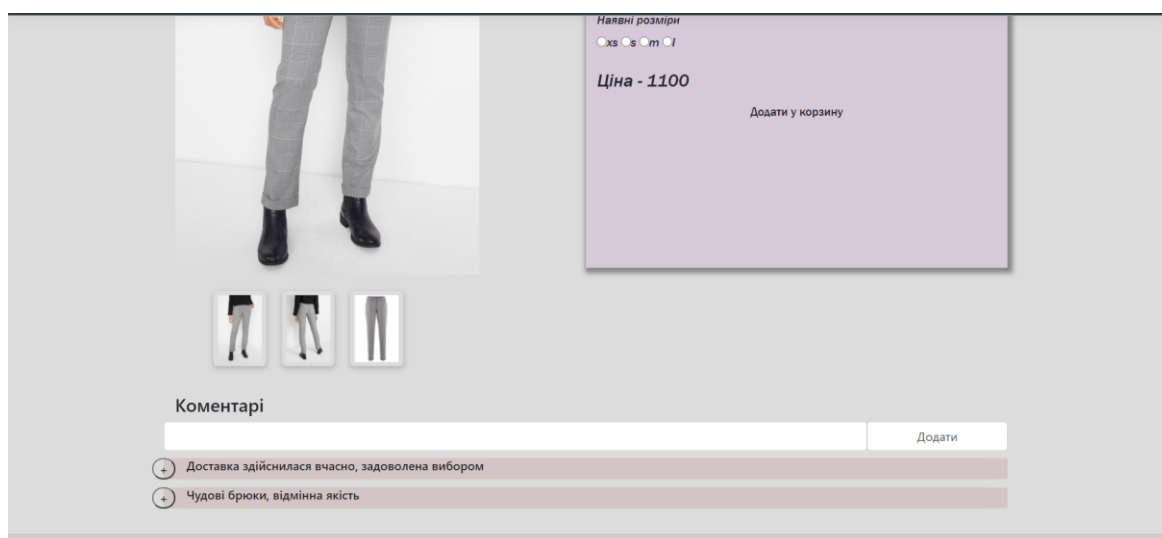 Наявні розміри
xs s m l
Ціна - 1100
Додати у корзину
Коментарі
Додати
+ Доставка здійснилася вчасно, задоволена вибором
+ Чудові брюки, відмінна якість